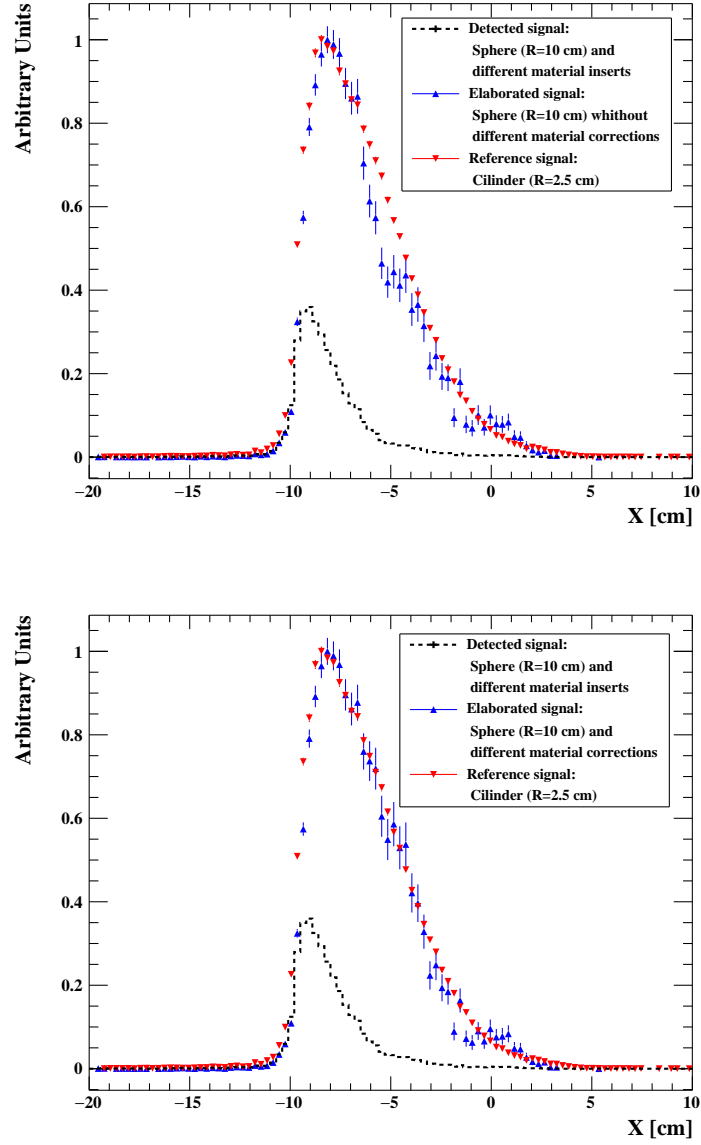 Arbitrary Units
Detected signal:
Sphere (R=10 cm) and
different material inserts
Elaborated signal:
Sphere (R=10 cm) whithout
different material corrections
Reference signal:
Cilinder (R=2.5 cm)
1
0.8
0.6
0.4
0.2
0
−20 −15 −10 −5 0 5 10
X [cm]
Arbitrary Units
Detected signal:
Sphere (R=10 cm) and
different material inserts
Elaborated signal:
Sphere (R=10 cm) and
different material corrections
Reference signal:
Cilinder (R=2.5 cm)
1
0.8
0.6
0.4
0.2
0
−20 −15 −10 −5 0 5 10
X [cm]